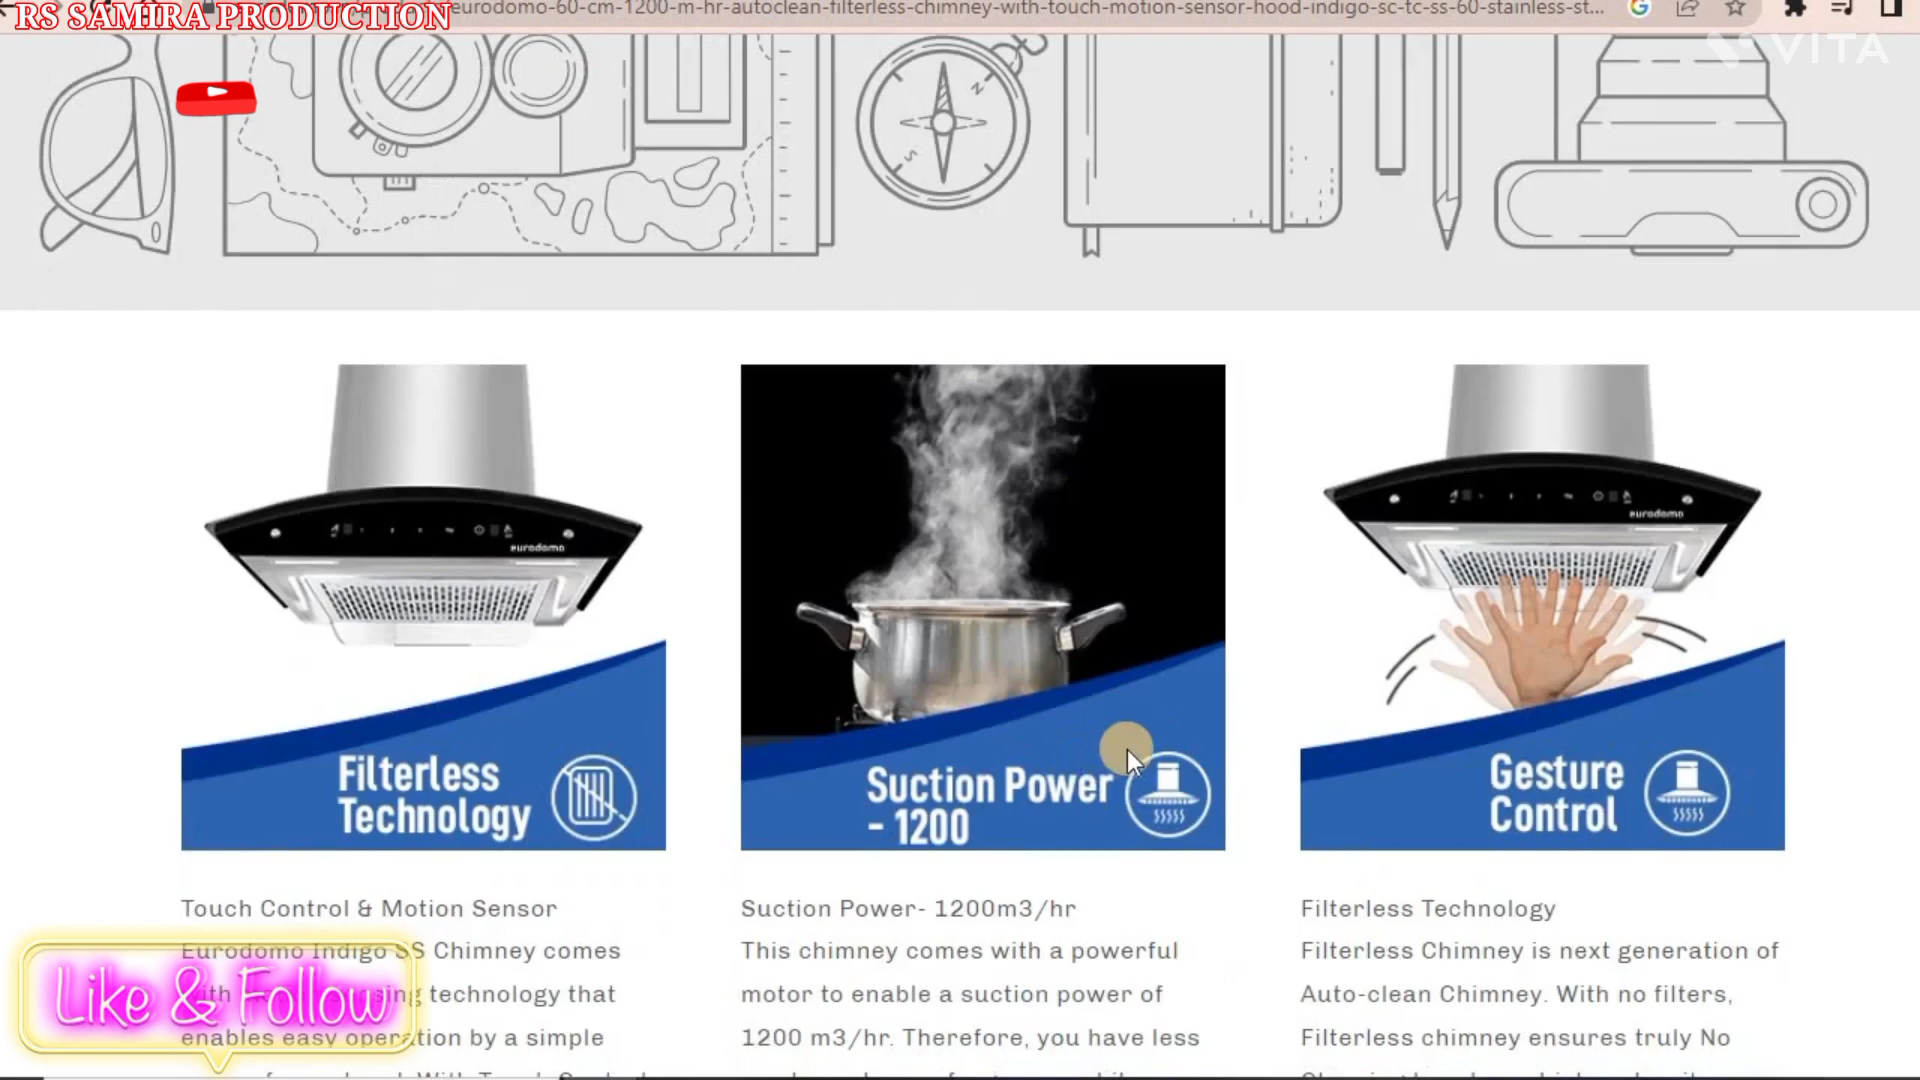 RS SAMIRA PRODUCTION
eurodomo-60-cm-1200-m-hr-autoclean-filterless-chimney-with-touch-motion-sensor-hood-indigo-sc-tc-ss-60-stainless-st...
VITA
N
S
eurodomo
eurodomo
Filterless
Technology
Suction Power
- 1200
Gesture
Control
Touch Control & Motion Sensor
Eurodomo Indigo SS Chimney comes
with sensing technology that
enables easy operation by a simple
Suction Power- 1200m3/hr
This chimney comes with a powerful
motor to enable a suction power of
1200 m3/hr. Therefore, you have less
Filterless Technology
Filterless Chimney is next generation of
Auto-clean Chimney. With no filters,
Filterless chimney ensures truly No
Like & Follow